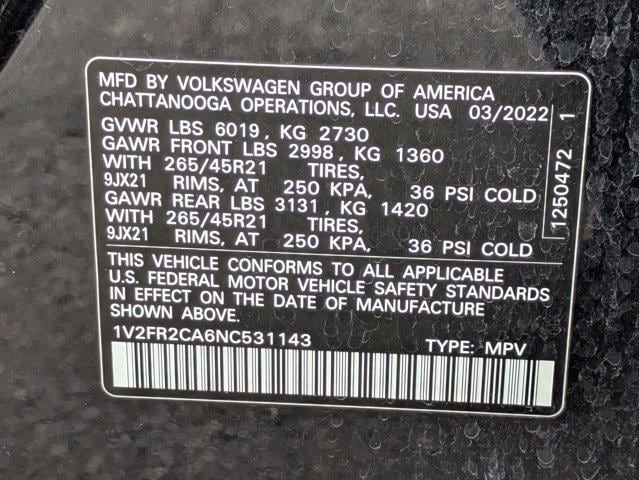 MFD BY VOLKSWAGEN GROUP OF AMERICA
CHATTANOOGA OPERATIONS, LLC. USA 03/2022
GVWR LBS 6019, KG 2730
GAWR FRONT LBS 2998, KG 1360
WITH 265/45R21 TIRES,
9JX21 RIMS, AT 250 KPA, 36 PSI COLD
GAWR REAR LBS 3131, KG 1420
WITH 265/45R21 TIRES,
9JX21 RIMS, AT 250 KPA, 36 PSI COLD
1250472 1
THIS VEHICLE CONFORMS TO ALL APPLICABLE
U.S. FEDERAL MOTOR VEHICLE SAFETY STANDARDS
IN EFFECT ON THE DATE OF MANUFACTURE
SHOWN ABOVE.
1V2FR2CA6NC531143 TYPE: MPV